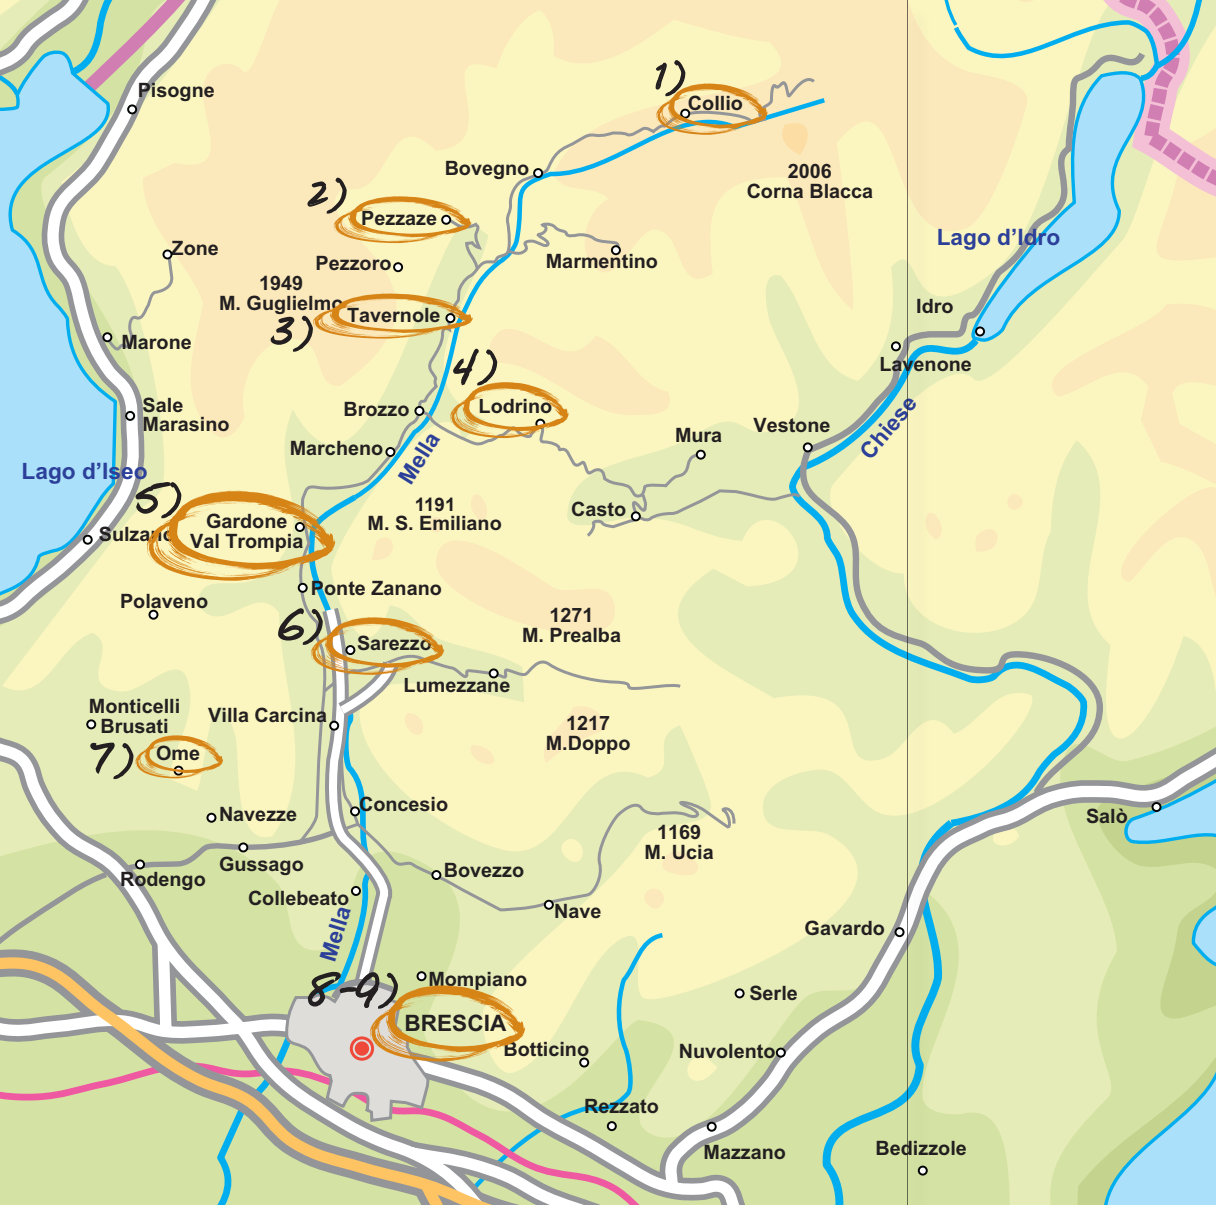 Pisogne
1)
Collio
Bovegno
2006
Corna Blacca
2)
Pezzaze
Zone
Pezzoro
Marmentino
Lago d'Idro
1949
M. Guglielmo
3)
Tavernole
Idro
Marone
Lavenone
4)
Lodrino
Sale
Marasino
Brozzo
Vestone
Chiese
Mura
Marcheno
Mella
Lago d'Iseo
5)
Gardone
Val Trompia
1191
M. S. Emiliano
Casto
Sulzano
Ponte Zanano
Polaveno
6)
Sarezzo
1271
M. Prealba
Lumezzane
Monticelli
Brusati
Villa Carcina
1217
M.Doppo
7)
Ome
Navezze
Concesio
Salò
1169
M. Ucia
Gussago
Rodengo
Bovezzo
Collebeato
Nave
Mella
Gavardo
8-9)
Mompiano
Serle
BRESCIA
Botticino
Nuvolento
Rezzato
Mazzano
Bedizzole